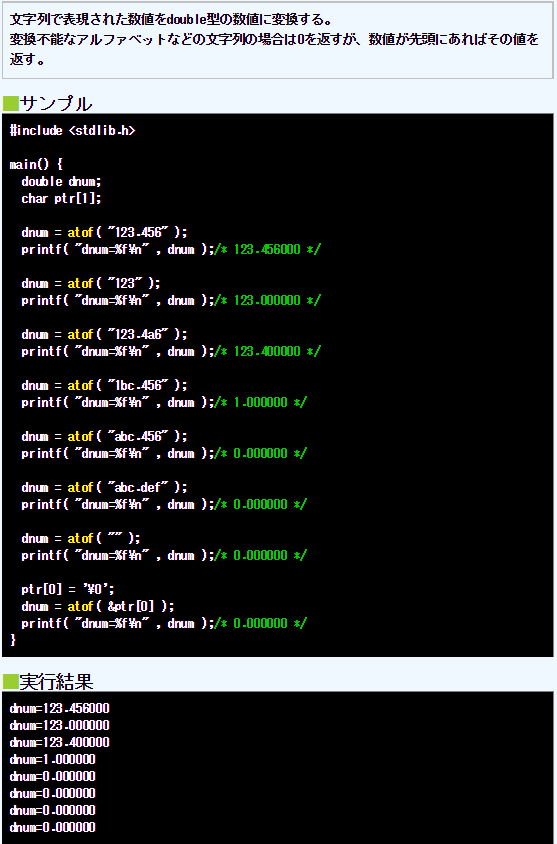 文字列で表現された数値をdouble型の数値に変換する。
変換不能なアルファベットなどの文字列の場合は0を返すが、数値が先頭にあればその値を
返す。
■サンプル
#include <stdlib.h>
main() {
double dnum;
char ptr[1];
dnum = atof( "123.456" );
printf( "dnum=%f¥n" , dnum );/* 123.456000 */
dnum = atof( "123" );
printf( "dnum=%f¥n" , dnum );/* 123.000000 */
dnum = atof( "123.4a6" );
printf( "dnum=%f¥n" , dnum );/* 123.400000 */
dnum = atof( "1bc.456" );
printf( "dnum=%f¥n" , dnum );/* 1.000000 */
dnum = atof( "abc.456" );
printf( "dnum=%f¥n" , dnum );/* 0.000000 */
dnum = atof( "abc.def" );
printf( "dnum=%f¥n" , dnum );/* 0.000000 */
dnum = atof( "" );
printf( "dnum=%f¥n" , dnum );/* 0.000000 */
ptr[0] = '¥0';
dnum = atof( &ptr[0] );
printf( "dnum=%f¥n" , dnum );/* 0.000000 */
}
■実行結果
dnum=123.456000
dnum=123.000000
dnum=123.400000
dnum=1.000000
dnum=0.000000
dnum=0.000000
dnum=0.000000
dnum=0.000000